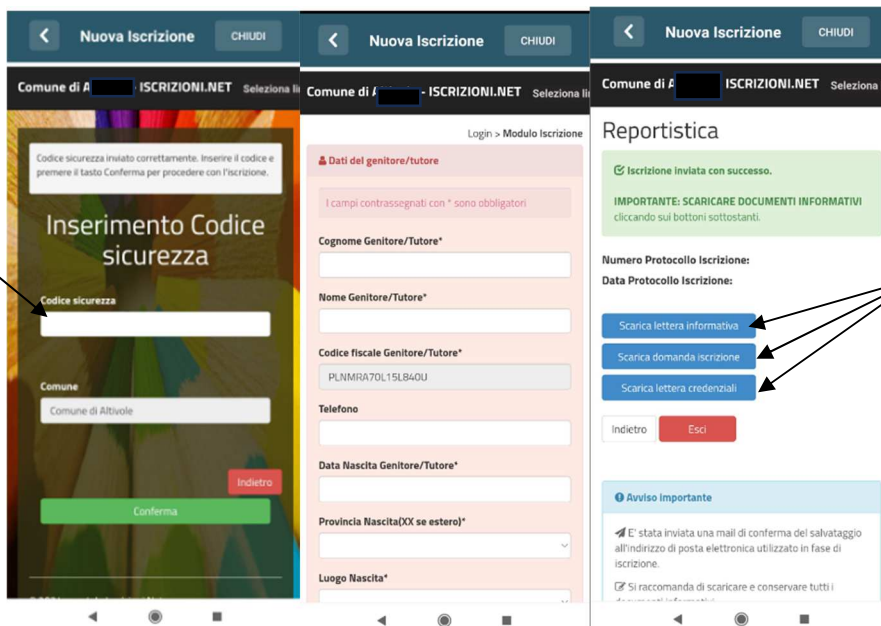 Nuova Iscrizione
CHIUDI
Comune di A
ISCRIZIONI.NET Seleziona
Codice sicurezza inviato correttamente. Inserire il codice e
premere il tasto Conferma per procedere con l'iscrizione.
Inserimento Codice
sicurezza
Codice sicurezza
Comune
Comune di Altivole
Indietro
Conferma
Nuova Iscrizione
CHIUDI
Comune di
- ISCRIZIONI.NET Seleziona
Login > Modulo Iscrizione
Dati del genitore/tutore
I campi contrassegnati con * sono obbligatori
Cognome Genitore/Tutore*
Nome Genitore/Tutore*
Codice fiscale Genitore/Tutore*
PLNMRA70L15L840U
Telefono
Data Nascita Genitore/Tutore*
Provincia Nascita(XX se estero)*
Luogo Nascita*
Nuova Iscrizione
CHIUDI
Comune di
ISCRIZIONI.NET Seleziona
Reportistica
Iscrizione inviata con successo.
IMPORTANTE: SCARICARE DOCUMENTI INFORMATIVI
cliccando sui bottoni sottostanti.
Numero Protocollo Iscrizione:
Data Protocollo Iscrizione:
Scarica lettera informativa
Scarica domanda iscrizione
Scarica lettera credenziali
Indietro
Esci
Avviso importante
E' stata inviata una mail di conferma del salvataggio
all'indirizzo di posta elettronica utilizzato in fase di
iscrizione.
Si raccomanda di scaricare e conservare tutti i